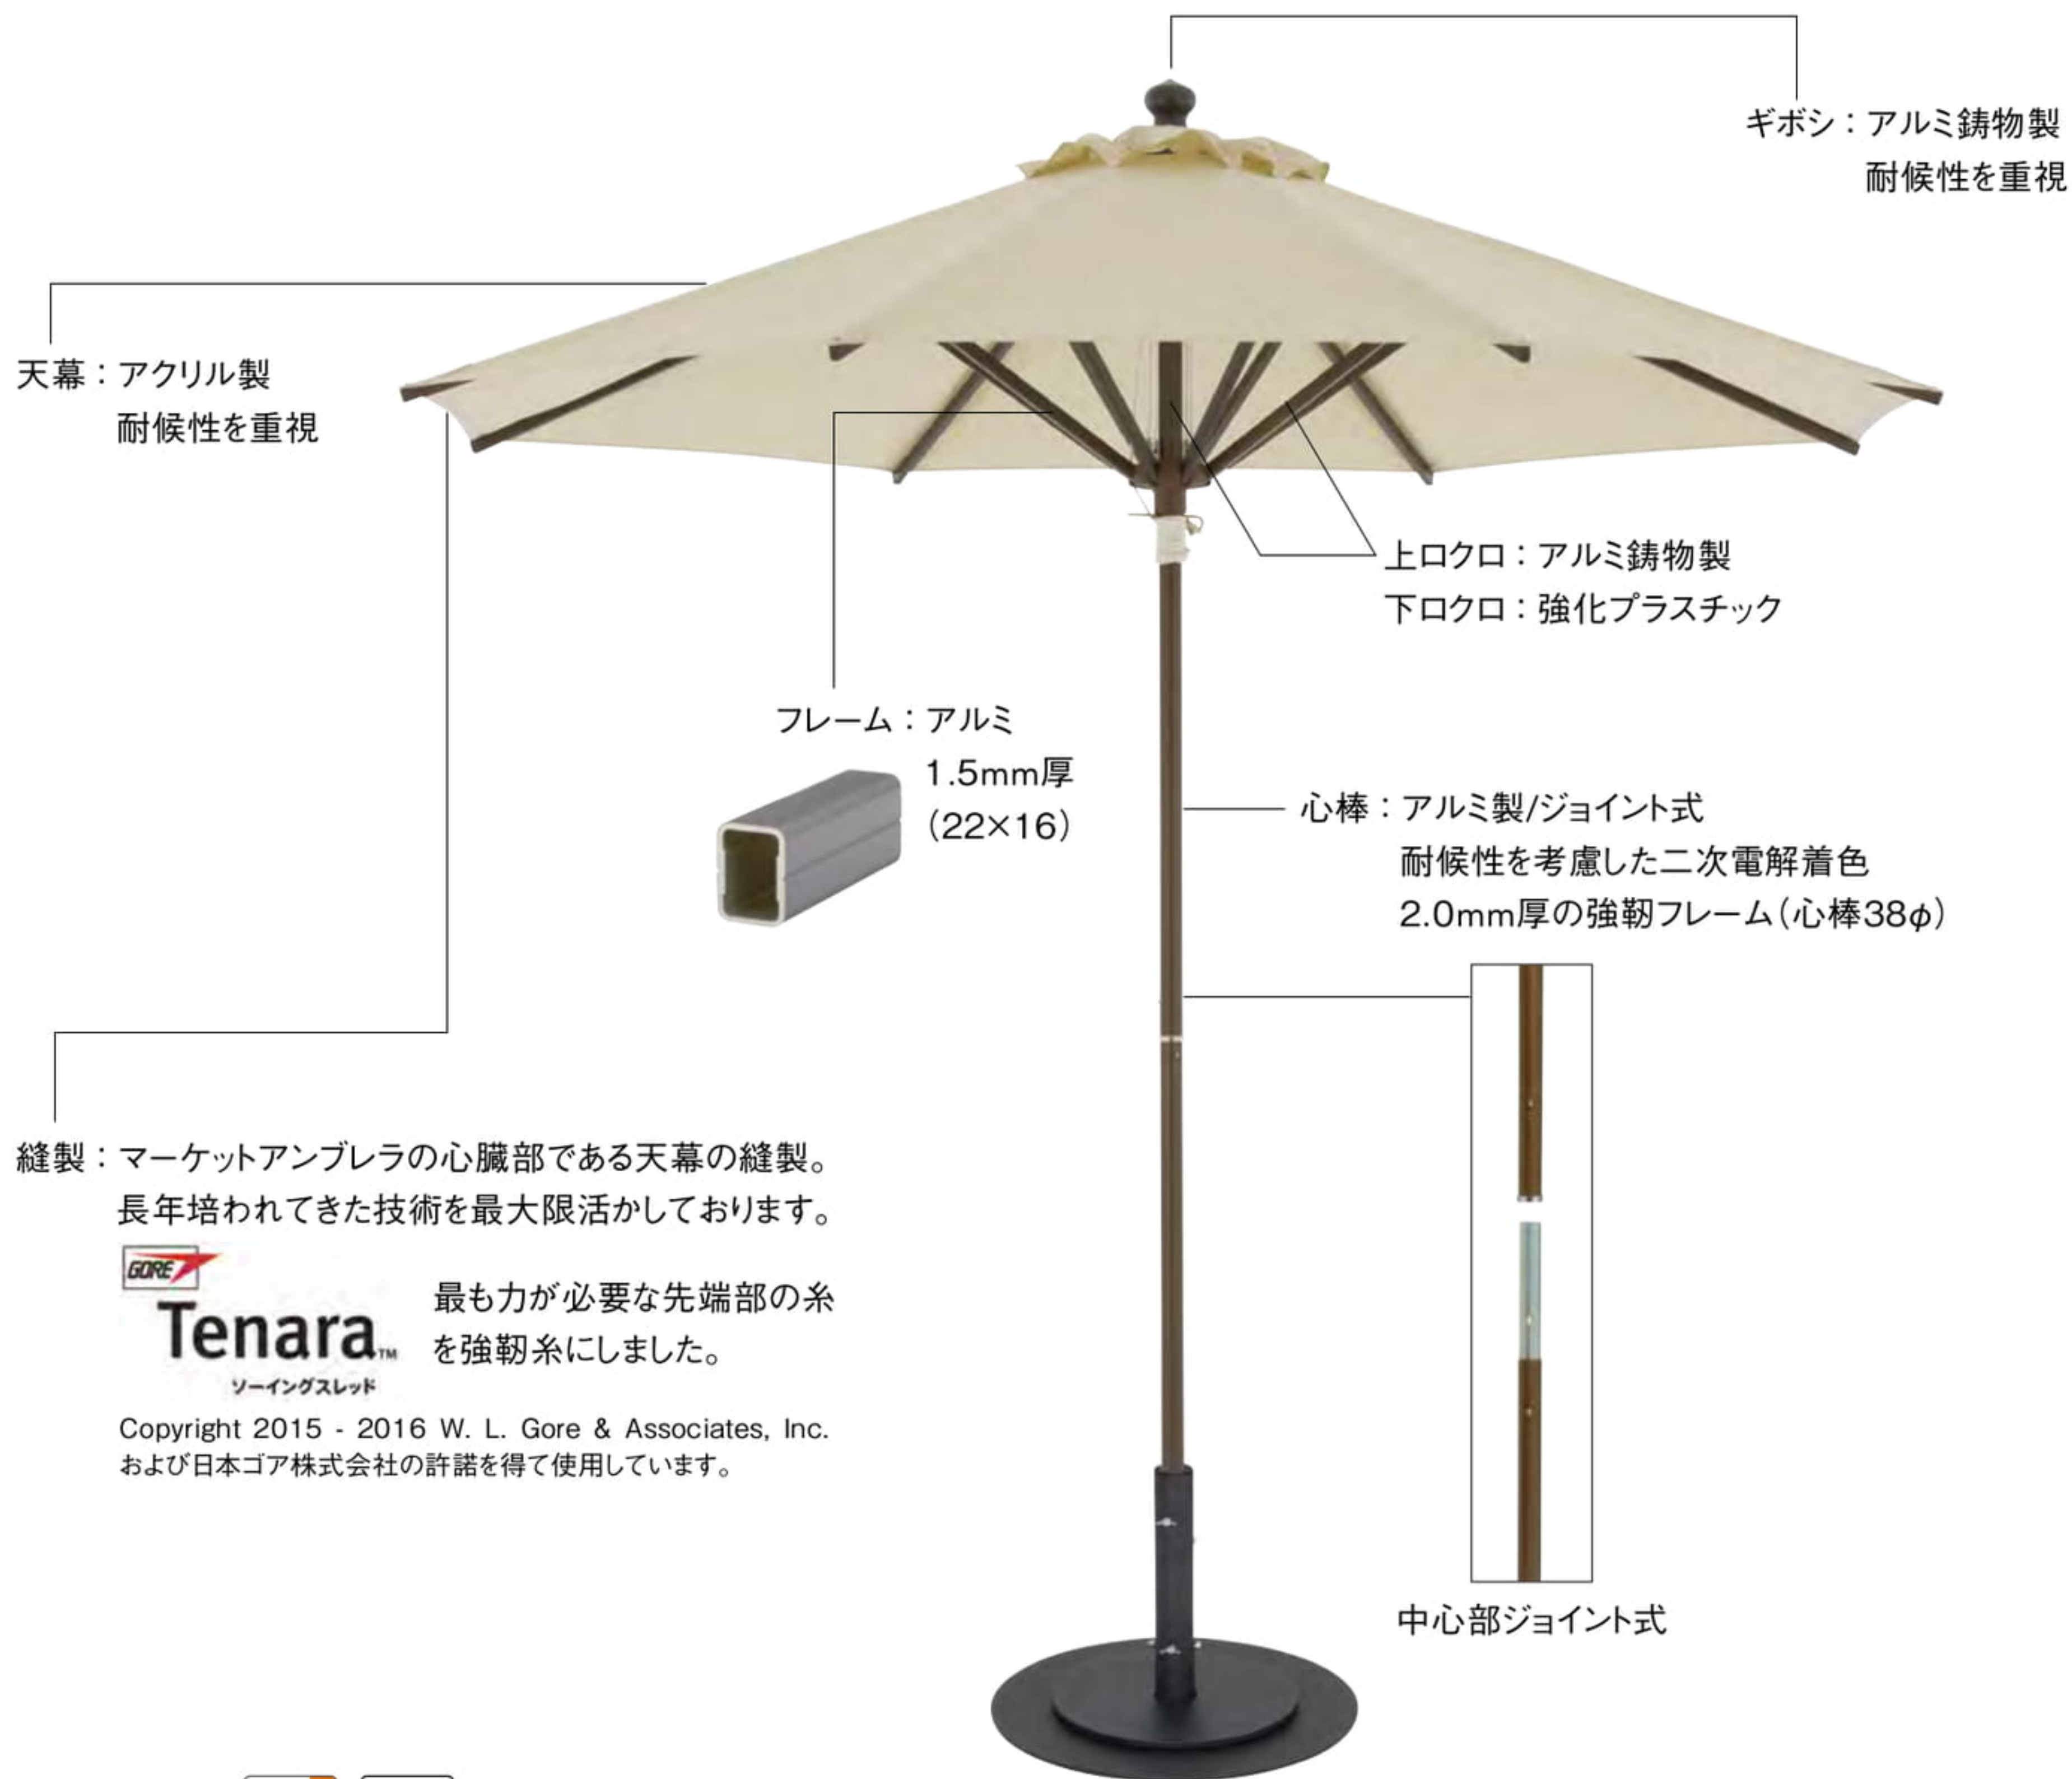 ギボシ：アルミ鋳物製
耐候性を重視
天幕：アクリル製
耐候性を重視
上ロクロ：アルミ鋳物製
下ロクロ：強化プラスチック
フレーム：アルミ
1.5mm厚
（22×16）
心棒：アルミ製/ジョイント式
耐候性を考慮した二次電解着色
2.0mm厚の強靭フレーム（心棒38φ）
縫製：マーケットアンブレラの心臓部である天幕の縫製。
長年培われてきた技術を最大限活かしております。
GORE
Tenara™
ソーイングスレッド
最も力が必要な先端部の糸
を強靭糸にしました。
Copyright 2015 - 2016 W. L. Gore & Associates, Inc.
および日本ゴア株式会社の許諾を得て使用しています。
中心部ジョイント式